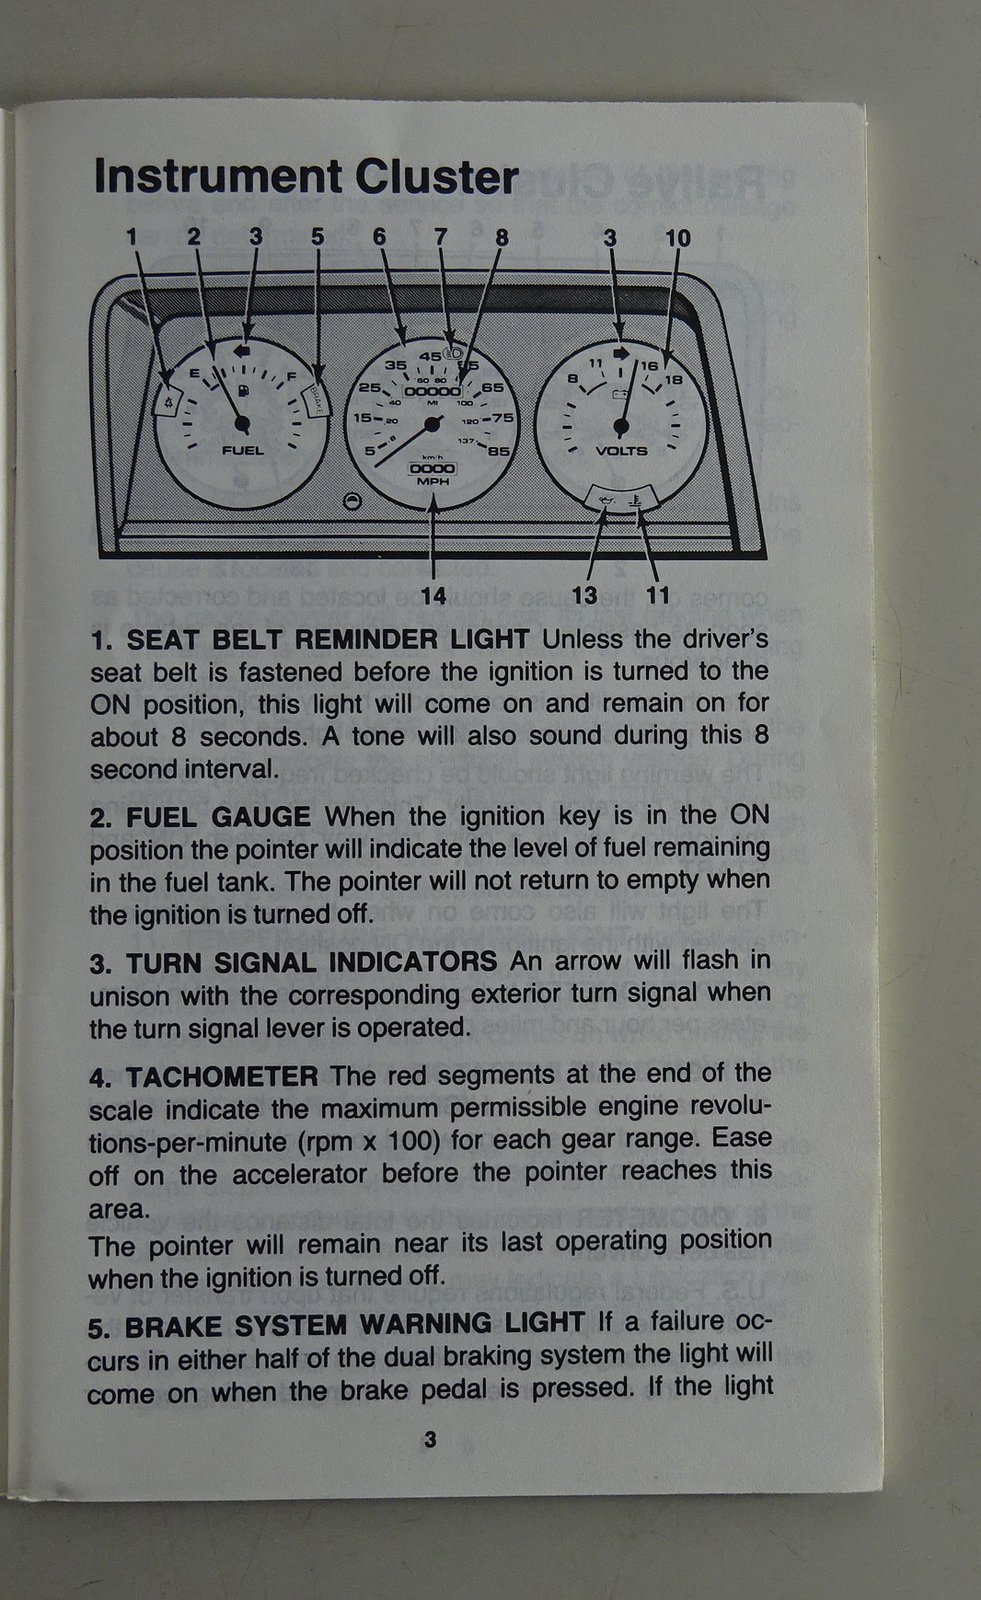 Instrument Cluster
1 2 3 5 6 7 8 3 10
E F
BRAKE
FUEL
5 15 25 35 45 55 65 75 85
20 40 60 80 100 120 137
MI
00000
km/h
0000
MPH
8 11 16 18
VOLTS
14 13 11
1. SEAT BELT REMINDER LIGHT Unless the driver's
seat belt is fastened before the ignition is turned to the
ON position, this light will come on and remain on for
about 8 seconds. A tone will also sound during this 8
second interval.
2. FUEL GAUGE When the ignition key is in the ON
position the pointer will indicate the level of fuel remaining
in the fuel tank. The pointer will not return to empty when
the ignition is turned off.
3. TURN SIGNAL INDICATORS An arrow will flash in
unison with the corresponding exterior turn signal when
the turn signal lever is operated.
4. TACHOMETER The red segments at the end of the
scale indicate the maximum permissible engine revolu-
tions-per-minute (rpm x 100) for each gear range. Ease
off on the accelerator before the pointer reaches this
area.
The pointer will remain near its last operating position
when the ignition is turned off.
5. BRAKE SYSTEM WARNING LIGHT If a failure oc-
curs in either half of the dual braking system the light will
come on when the brake pedal is pressed. If the light
3